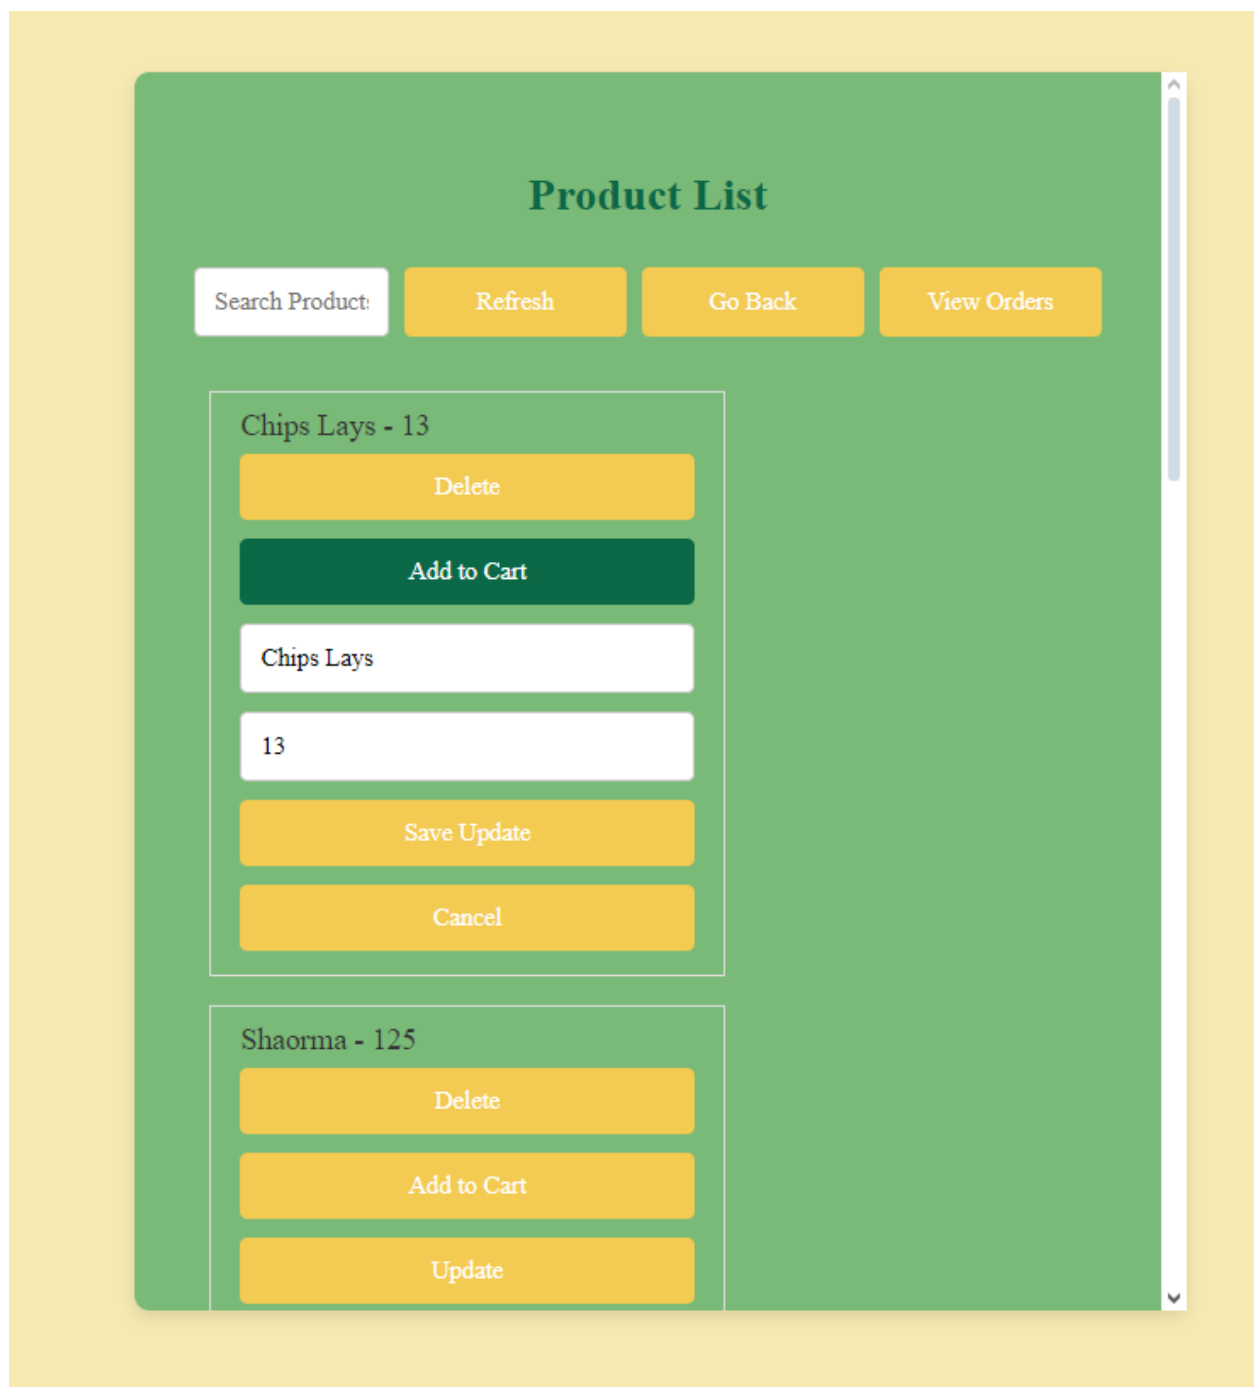 Product List
Search Product
Refresh
Go Back
View Orders
Chips Lays - 13
Delete
Add to Cart
Chips Lays
13
Save Update
Cancel
Shaorma - 125
Delete
Add to Cart
Update